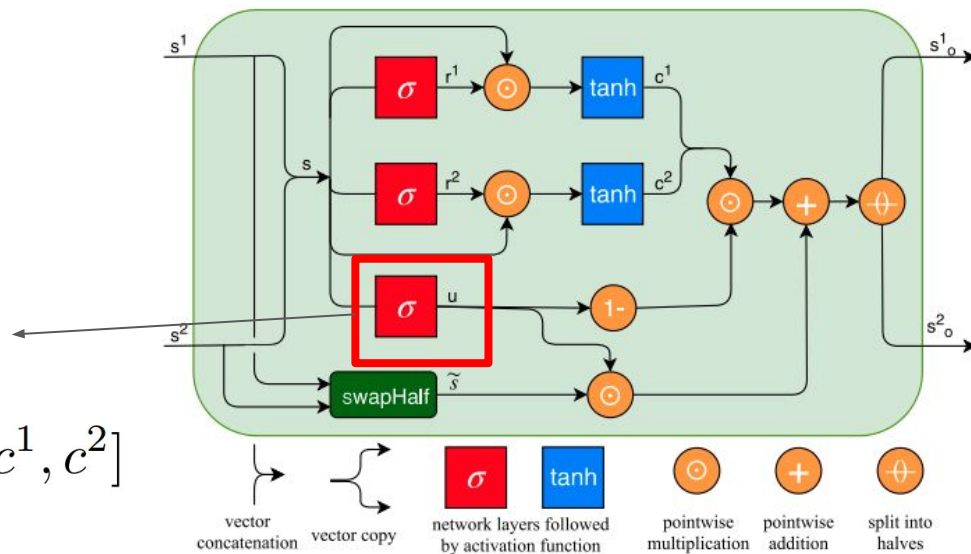 s¹
s¹ₒ
σ
r¹
⊙
tanh
c¹
s
σ
r²
⊙
tanh
c²
⊙
+
σ
u
1-
s²
s²ₒ
swapHalf
s̃
⊙
c¹, c²]
σ
tanh
⊙
+
vector
concatenation
vector copy
network layers followed
by activation function
pointwise
multiplication
pointwise
addition
split into
halves